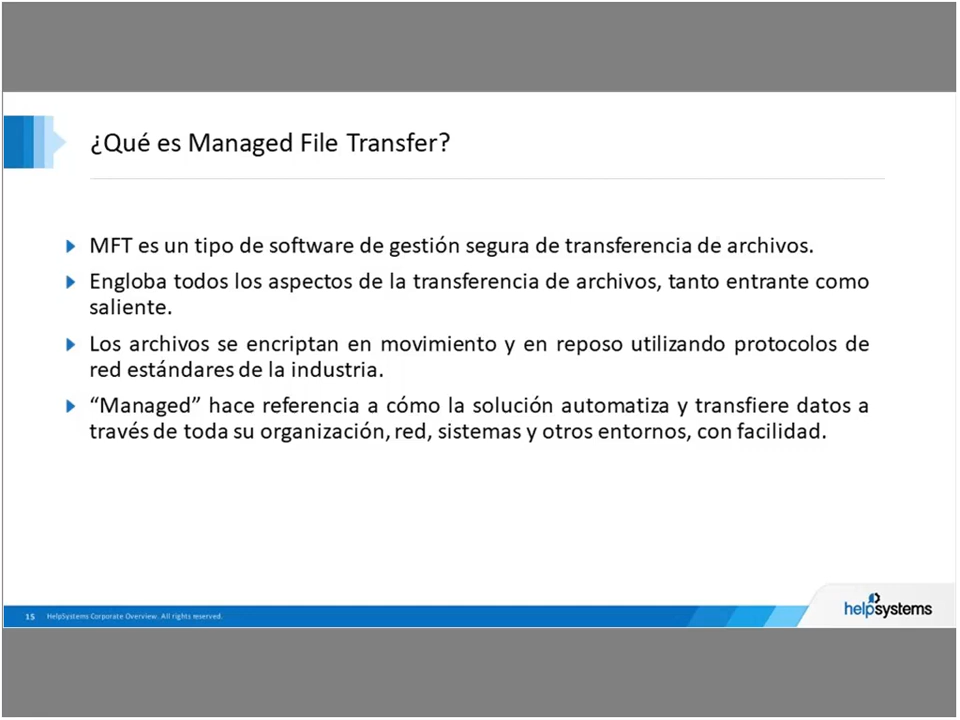 ¿Qué es Managed File Transfer?
MFT es un tipo de software de gestión segura de transferencia de archivos.
Engloba todos los aspectos de la transferencia de archivos, tanto entrante como
saliente.
Los archivos se encriptan en movimiento y en reposo utilizando protocolos de
red estándares de la industria.
“Managed” hace referencia a cómo la solución automatiza y transfiere datos a
través de toda su organización, red, sistemas y otros entornos, con facilidad.
15 HelpSystems Corporate Overview. All rights reserved.
helpsystems